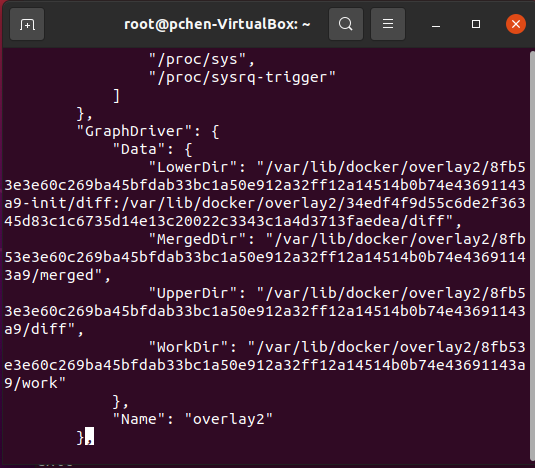 root@pchen-VirtualBox: ~
"/proc/sys",
"/proc/sysrq-trigger"
]
},
"GraphDriver": {
"Data": {
"LowerDir": "/var/lib/docker/overlay2/8fb5
3e3e60c269ba45bfdab33bc1a50e912a32ff12a14514b0b74e43691143
a9-init/diff:/var/lib/docker/overlay2/34edf4f9d55c6de2f363
45d83c1c6735d14e13c20022c3343c1a4d3713faedea/diff",
"MergedDir": "/var/lib/docker/overlay2/8fb
53e3e60c269ba45bfdab33bc1a50e912a32ff12a14514b0b74e4369114
3a9/merged",
"UpperDir": "/var/lib/docker/overlay2/8fb5
3e3e60c269ba45bfdab33bc1a50e912a32ff12a14514b0b74e43691143
a9/diff",
"WorkDir": "/var/lib/docker/overlay2/8fb53
e3e60c269ba45bfdab33bc1a50e912a32ff12a14514b0b74e43691143a
9/work"
},
"Name": "overlay2"
},